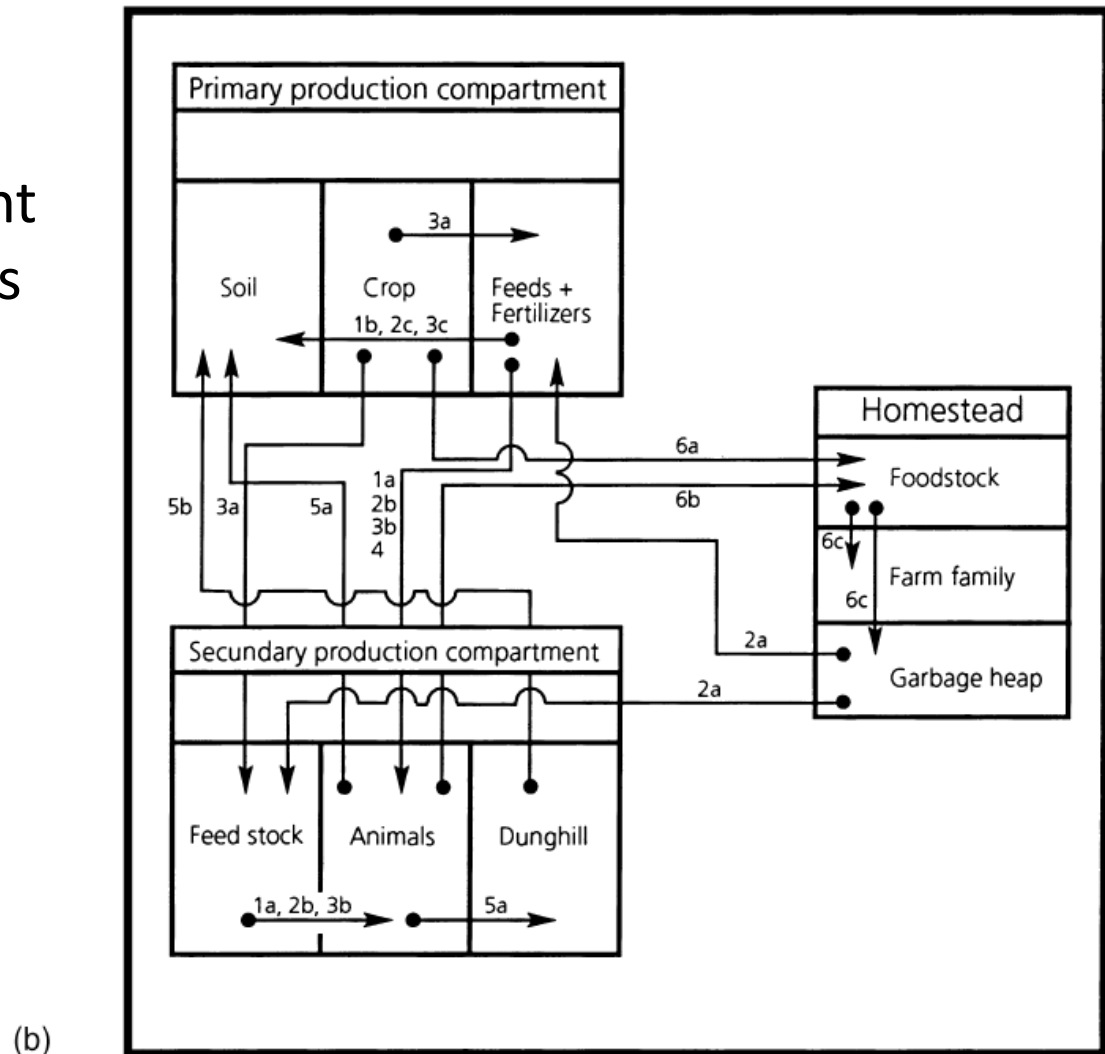 nt
s
Primary production compartment
3a
Soil
Crop
Feeds +
Fertilizers
1b, 2c, 3c
Homestead
6a
Foodstock
6b
5b
3a
5a
1a
2b
3b
4
6c
Farm family
6c
2a
Garbage heap
2a
Secundary production compartment
Feed stock
Animals
Dunghill
1a, 2b, 3b
5a
(b)